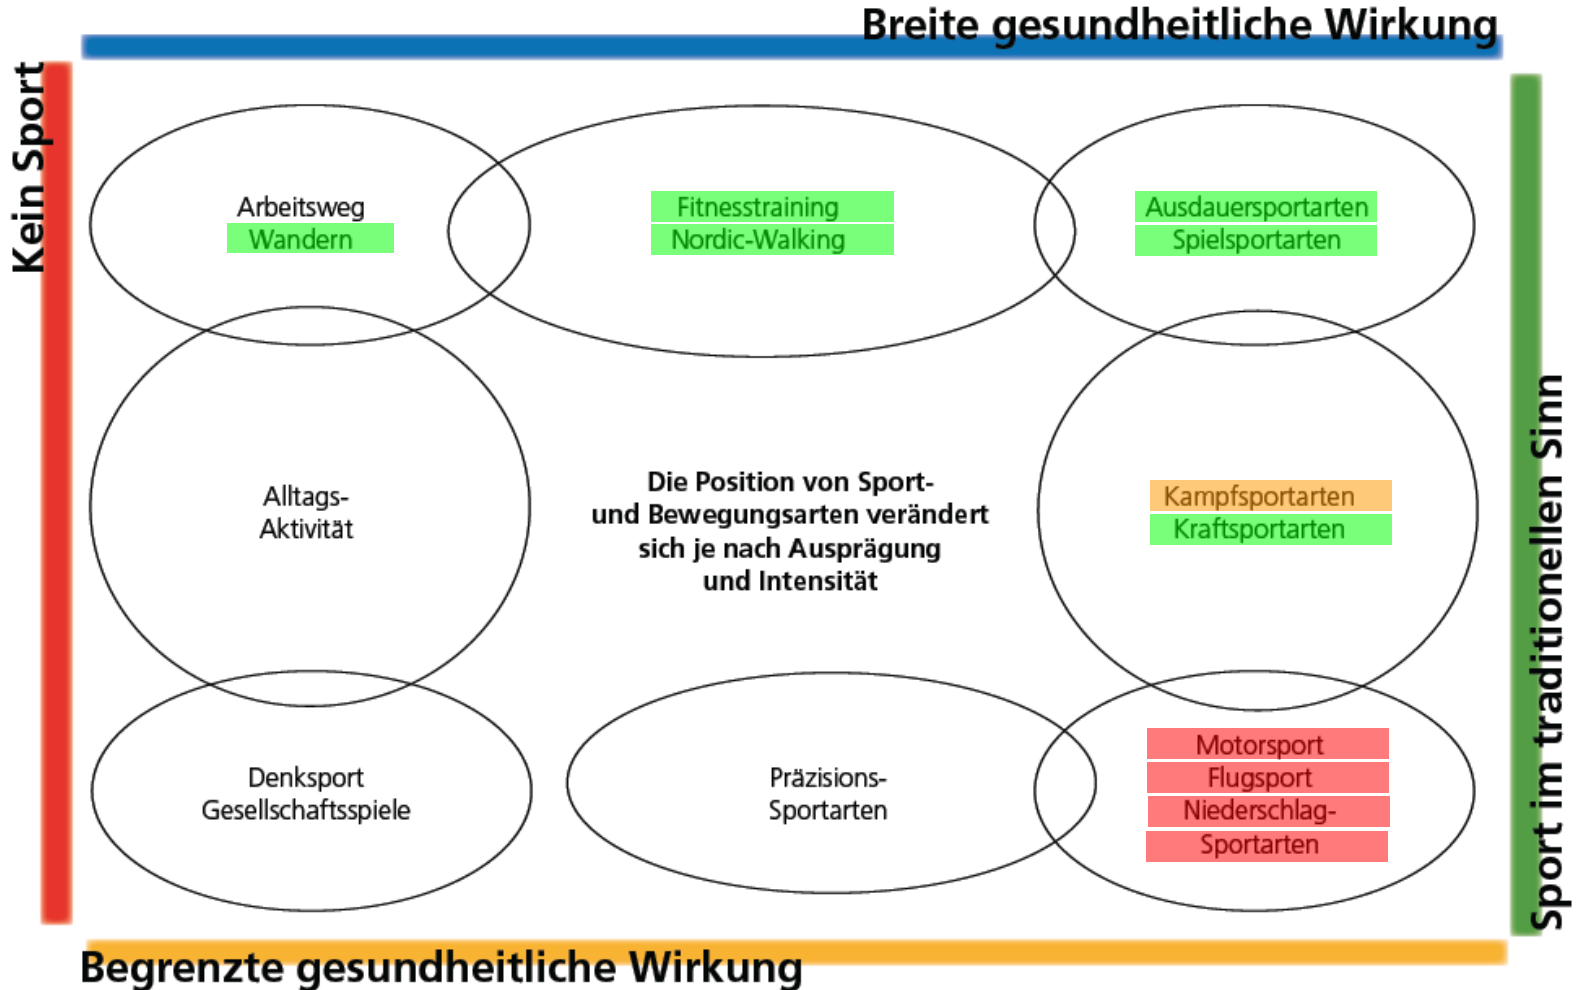 Breite gesundheitliche Wirkung
Kein Sport
Arbeitsweg
Wandern
Fitnesstraining
Nordic-Walking
Ausdauersportarten
Spielsportarten
Alltags-
Aktivität
Die Position von Sport-
und Bewegungsarten verändert
sich je nach Ausprägung
und Intensität
Kampfsportarten
Kraftsportarten
Sport im traditionellen Sinn
Denksport
Gesellschaftsspiele
Präzisions-
Sportarten
Motorsport
Flugsport
Niederschlag-
Sportarten
Begrenzte gesundheitliche Wirkung